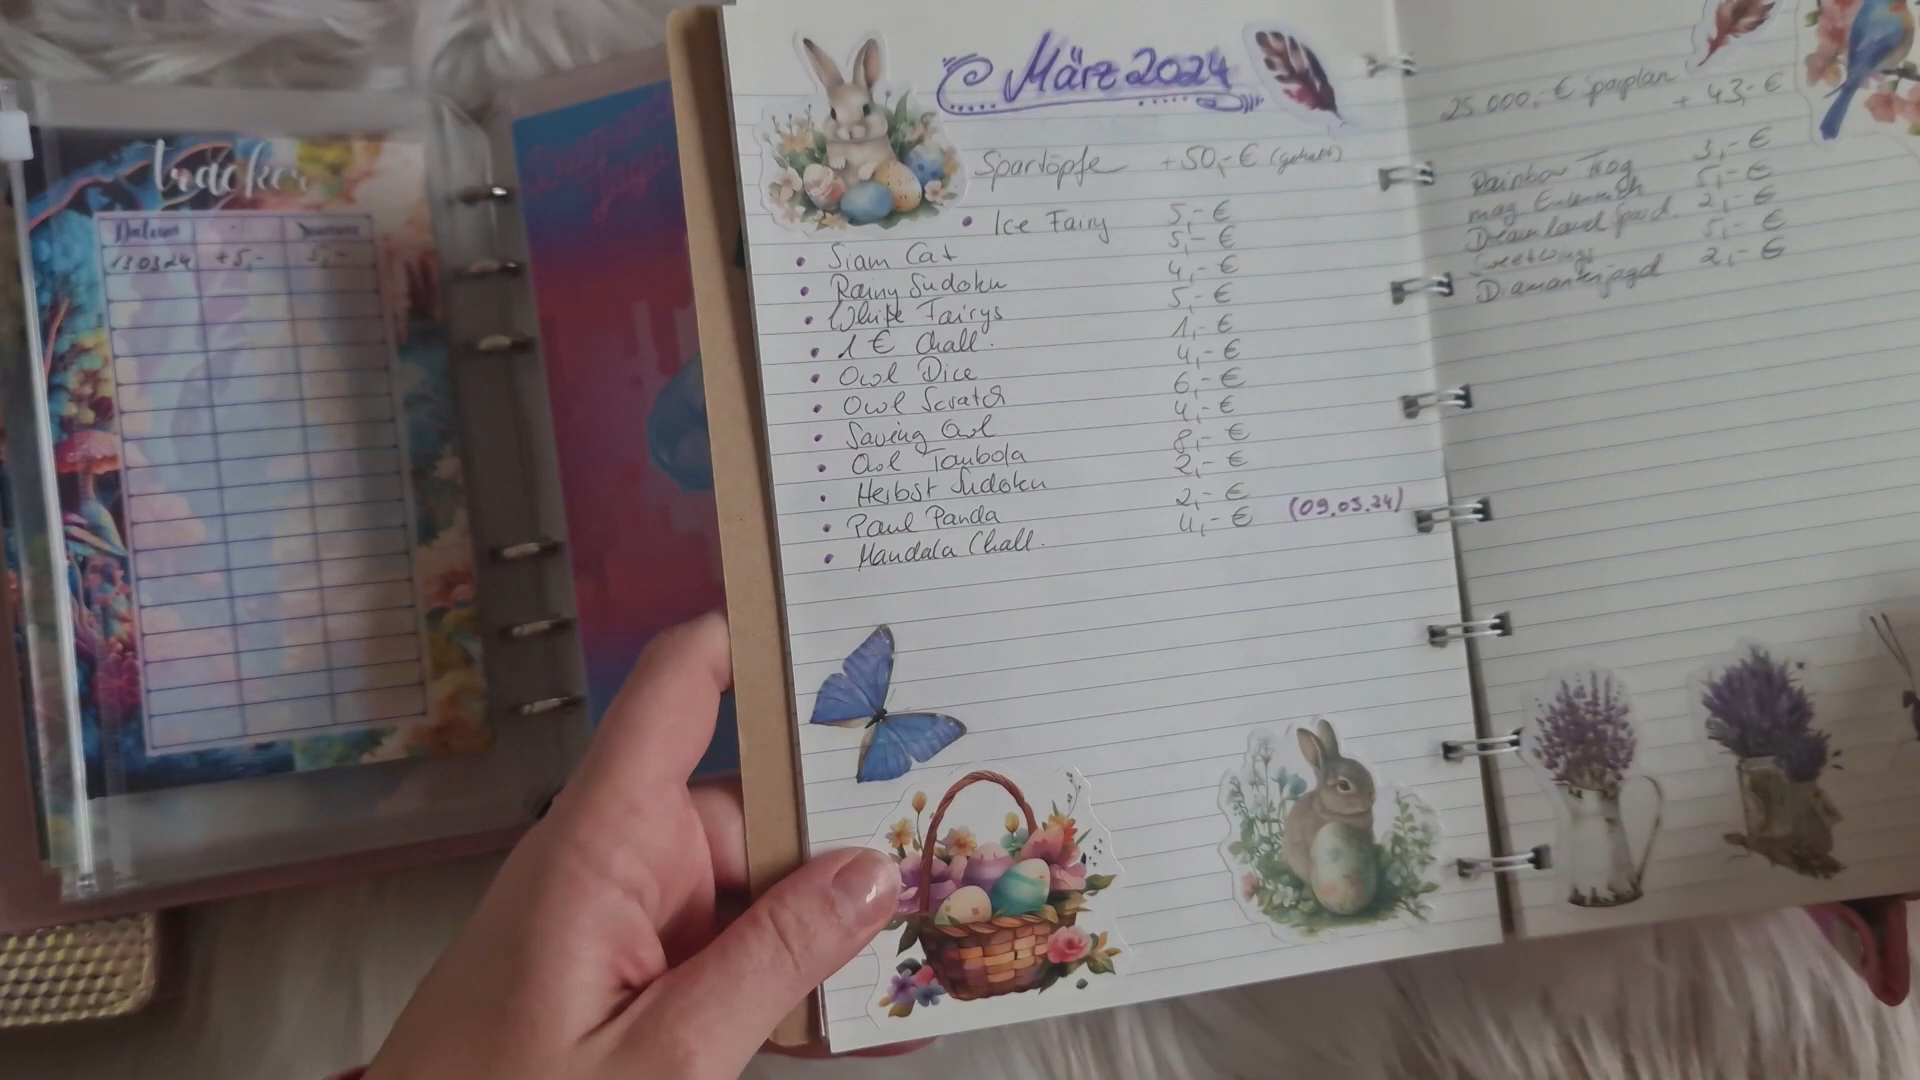 tracker
Datum
13.03.24 +5,- 5,-
März 2024
Spartöpfe +50,- € (gehalt)
• Ice Fairy 5,- €
• Siam Cat 5,- €
• Rainy Sudoku 4,- €
• White Fairys 5,- €
• 1 € Chall. 1,- €
• Owl Dice 4,- €
• Owl Scratch 6,- €
• Saving Owl 4,- €
• Owl Tombola 8,- €
• Herbst Sudoku 2,- €
• Paul Panda 2,- €
• Mandala Chall. 4,- € (09.03.24)
25 000,- € Sparplan
+ 43,- €
Rainbow Frog 3,- €
mag. 5,- €
Dreamland 2,- €
5,- €
Diamantenjagd 2,- €